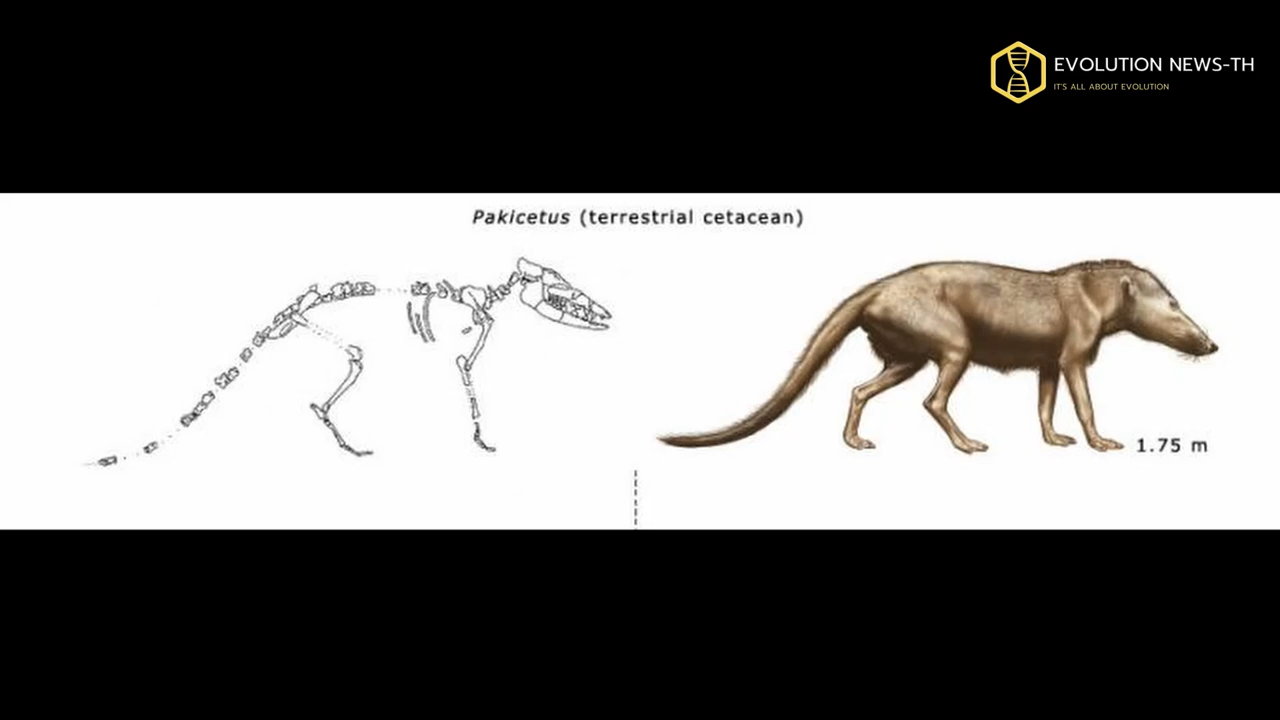 EVOLUTION NEWS-TH
IT'S ALL ABOUT EVOLUTION
Pakicetus (terrestrial cetacean)
1.75 m